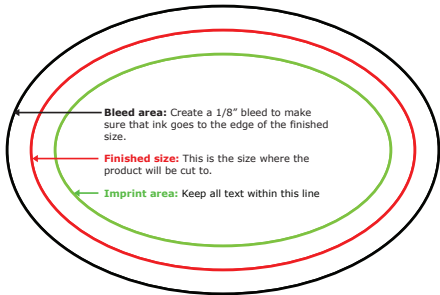 Bleed area: Create a 1/8” bleed to make
sure that ink goes to the edge of the finished
size.
Finished size: This is the size where the
product will be cut to.
Imprint area: Keep all text within this line